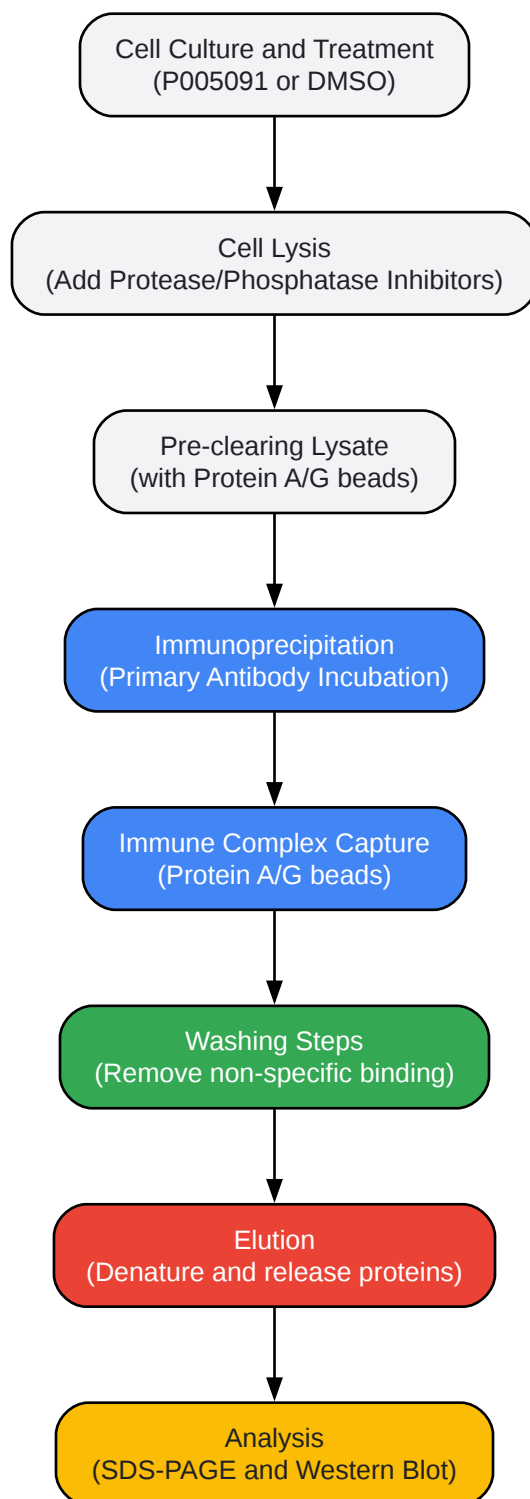 Cell Culture and Treatment
(P005091 or DMSO)
Cell Lysis
(Add Protease/Phosphatase Inhibitors)
Pre-clearing Lysate
(with Protein A/G beads)
Immunoprecipitation
(Primary Antibody Incubation)
Immune Complex Capture
(Protein A/G beads)
Washing Steps
(Remove non-specific binding)
Elution
(Denature and release proteins)
Analysis
(SDS-PAGE and Western Blot)